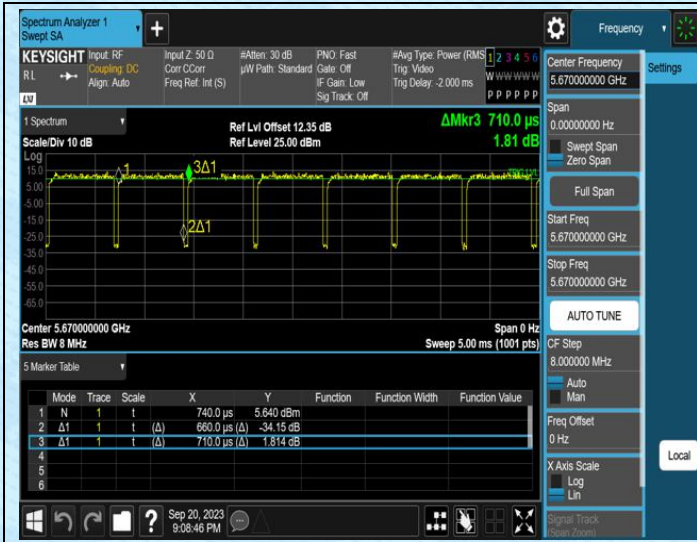 Spectrum Analyzer 1
Swept SA
Frequency
KEYSIGHT
RL
Input: RF
Coupling: DC
Align: Auto
Input Z: 50 Ω
Corr CCorr
Freq Ref: Int (S)
#Atten: 30 dB
µW Path: Standard
PNO: Fast
Gate: Off
IF Gain: Low
Sig Track: Off
#Avg Type: Power (RMS
Trig: Video
Trig Delay: -2.000 ms
1 2 3 4 5 6
W W W W W W
P P P P P P
1 Spectrum
Scale/Div 10 dB
Ref Lvl Offset 12.35 dB
Ref Level 25.00 dBm
ΔMkr3 710.0 µs
1.81 dB
Log
15.0
5.00
-5.00
-15.0
-25.0
-35.0
-45.0
-55.0
-65.0
1
3Δ1
2Δ1
Center 5.670000000 GHz
Res BW 8 MHz
Span 0 Hz
Sweep 5.00 ms (1001 pts)
5 Marker Table
Mode Trace Scale X Y Function Function Width Function Value
1 N 1 t 740.0 µs 5.640 dBm
2 Δ1 1 t (Δ) 660.0 µs (Δ) -34.15 dB
3 Δ1 1 t (Δ) 710.0 µs (Δ) 1.814 dB
4
5
6
Sep 20, 2023
9:08:46 PM
Center Frequency
5.670000000 GHz
Span
0.00000000 Hz
Swept Span
Zero Span
Full Span
Start Freq
5.670000000 GHz
Stop Freq
5.670000000 GHz
AUTO TUNE
CF Step
8.000000 MHz
Auto
Man
Freq Offset
0 Hz
X Axis Scale
Log
Lin
Signal Track
(Span Zoom)
Settings
Local